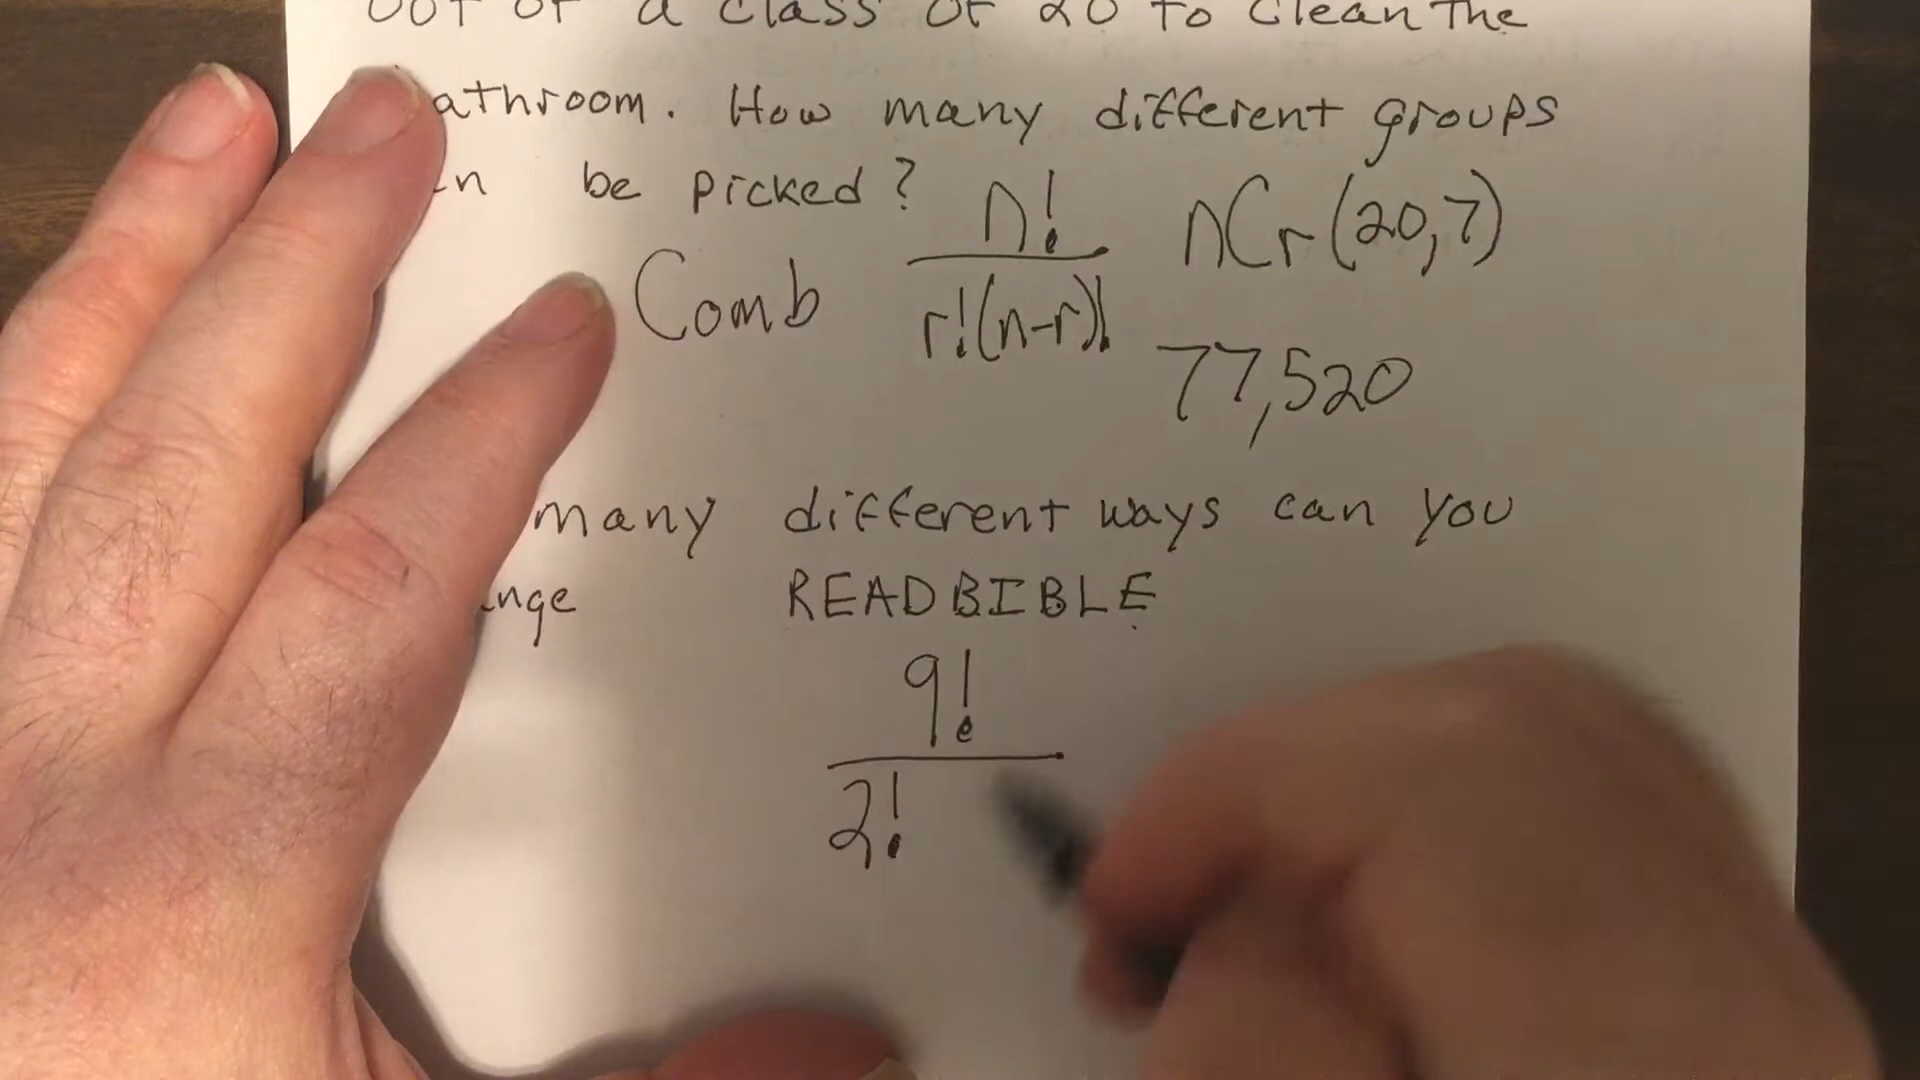 OUT OF a class OF 20 TO clean The
athroom. How many different groups
n be picked?
Comb n! nCr(20,7)
r!(n-r)!
77,520
many different ways can you
nge READBIBLE
9!
2!